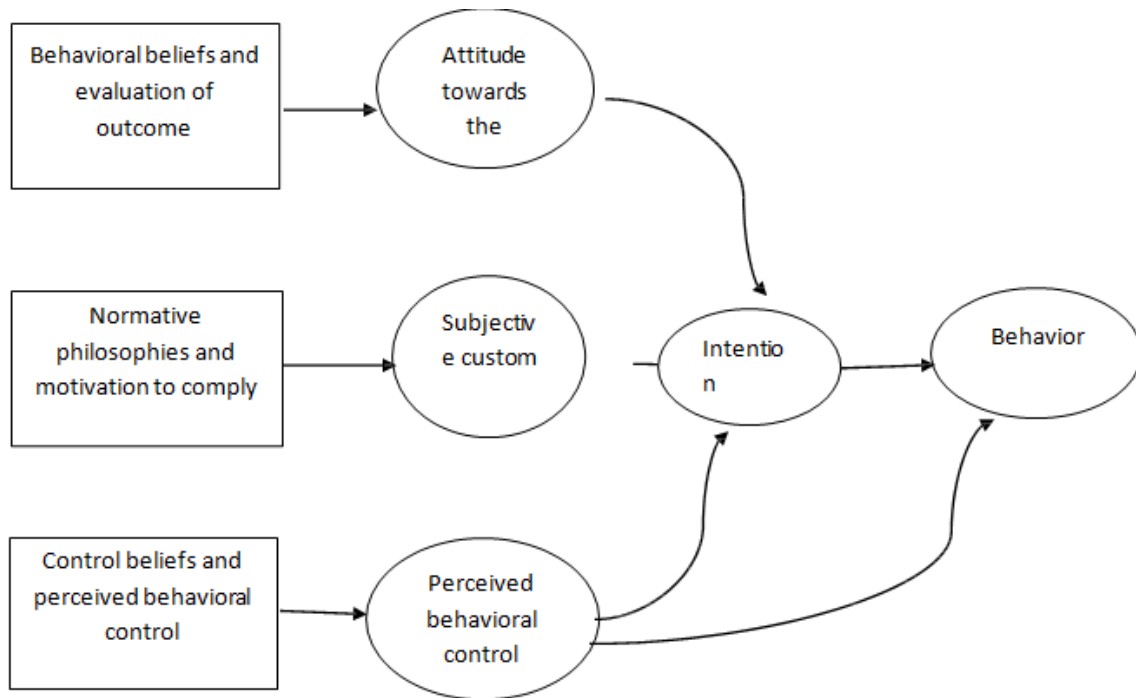 Behavioral beliefs and
evaluation of
outcome
Attitude
towards
the
Normative
philosophies and
motivation to comply
Subjectiv
e custom
Intentio
n
Behavior
Control beliefs and
perceived behavioral
control
Perceived
behavioral
control